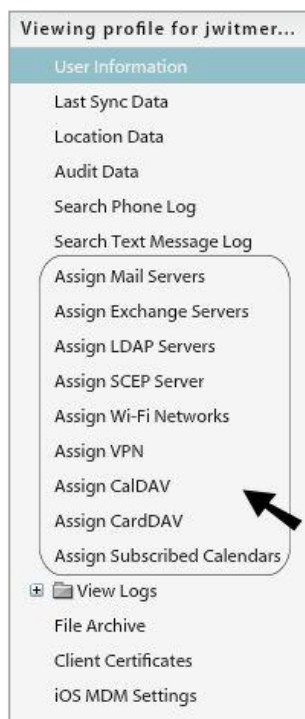 Viewing profile for jwitmer...
User Information
Last Sync Data
Location Data
Audit Data
Search Phone Log
Search Text Message Log
Assign Mail Servers
Assign Exchange Servers
Assign LDAP Servers
Assign SCEP Server
Assign Wi-Fi Networks
Assign VPN
Assign CalDAV
Assign CardDAV
Assign Subscribed Calendars
View Logs
File Archive
Client Certificates
iOS MDM Settings